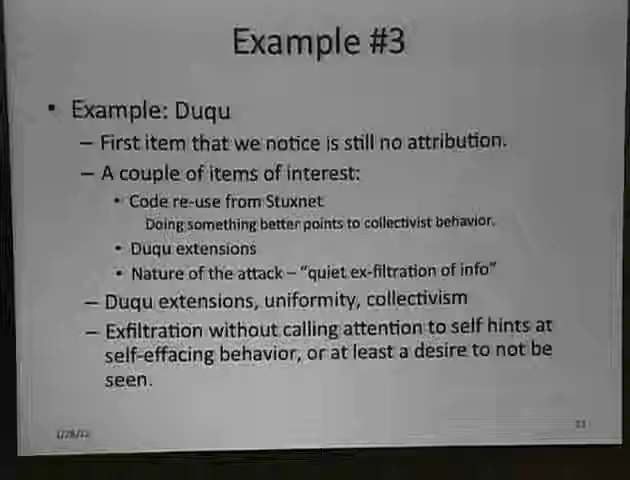 Example #3
• Example: Duqu
– First item that we notice is still no attribution.
– A couple of items of interest:
• Code re-use from Stuxnet
Doing something better points to collectivist behavior.
• Duqu extensions
• Nature of the attack – "quiet ex-filtration of info"
– Duqu extensions, uniformity, collectivism
– Exfiltration without calling attention to self hints at
self-effacing behavior, or at least a desire to not be
seen.